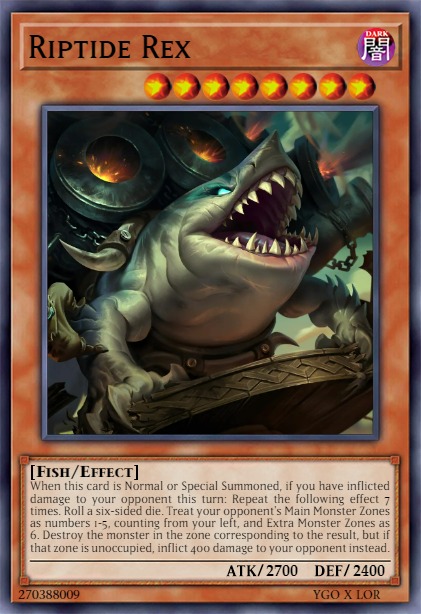 Riptide Rex
DARK
闇
[Fish/Effect]
When this card is Normal or Special Summoned, if you have inflicted
damage to your opponent this turn: Repeat the following effect 7
times. Roll a six-sided die. Treat your opponent's Main Monster Zones
as numbers 1-5, counting from your left, and Extra Monster Zones as
6. Destroy the monster in the zone corresponding to the result, but if
that zone is unoccupied, inflict 400 damage to your opponent instead.
ATK/2700 DEF/2400
270388009 YGO X LOR